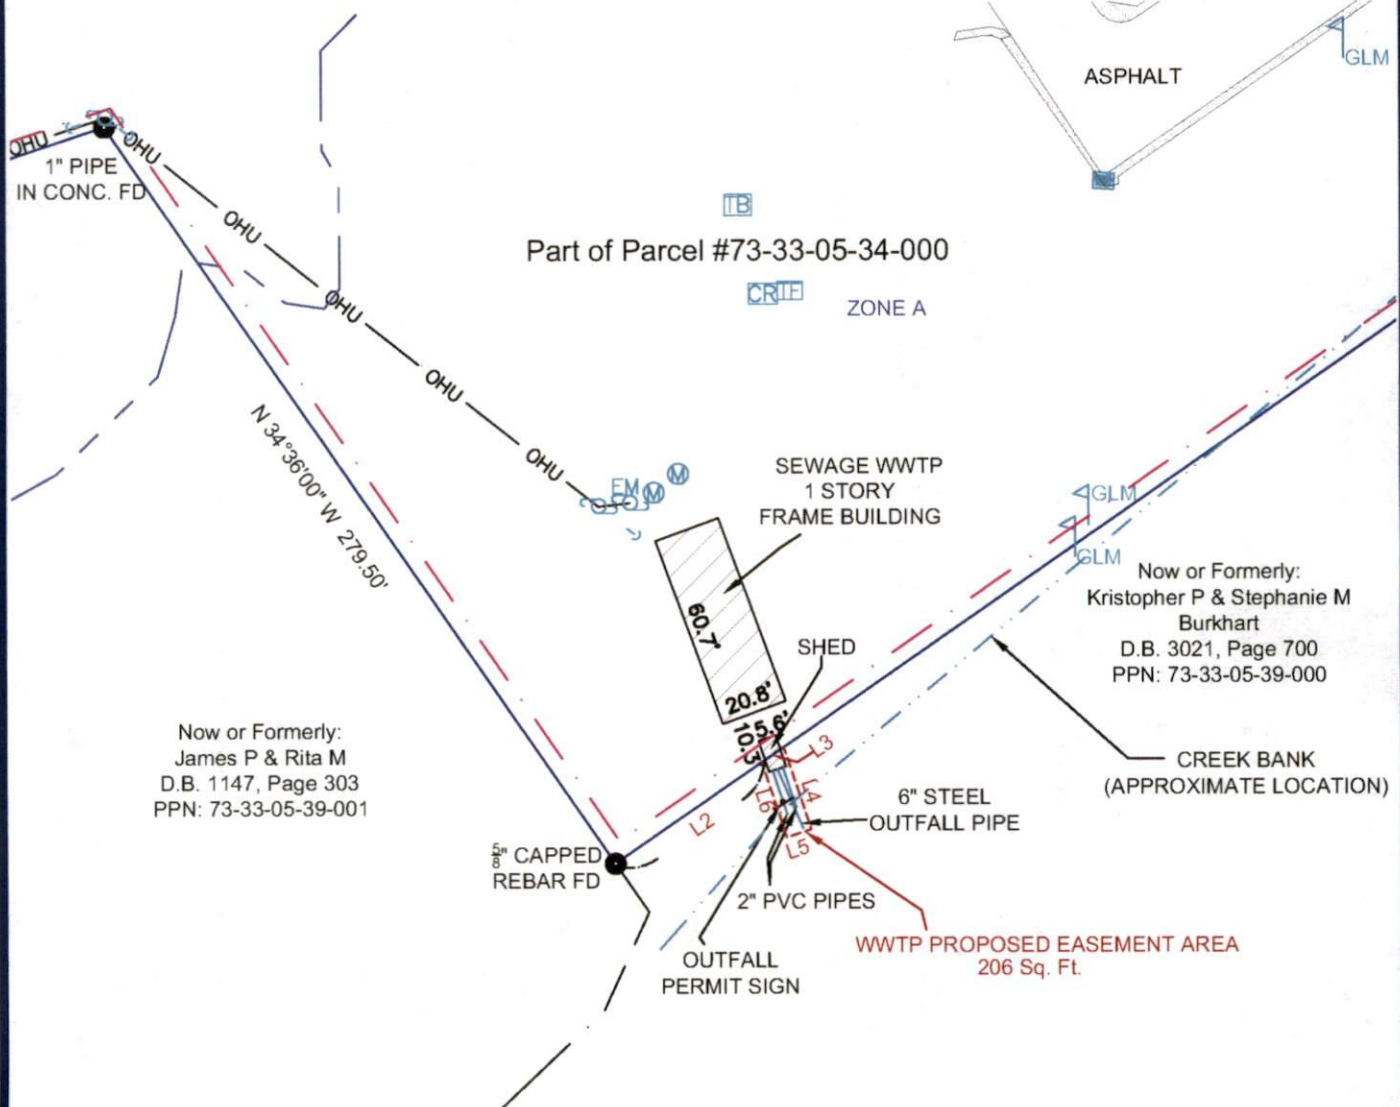 ASPHALT
GLM
OHU
OHU
1" PIPE
IN CONC. FD
OHU
TB
Part of Parcel #73-33-05-34-000
CR TF
ZONE A
OHU
OHU
N 34°36'00" W 279.50'
OHU
EM
M
M
SEWAGE WWTP
1 STORY
FRAME BUILDING
GLM
GLM
Now or Formerly:
Kristopher P & Stephanie M
Burkhart
D.B. 3021, Page 700
PPN: 73-33-05-39-000
60.7'
SHED
20.8'
15.6'
10.3'
L3
Now or Formerly:
James P & Rita M
D.B. 1147, Page 303
PPN: 73-33-05-39-001
CREEK BANK
(APPROXIMATE LOCATION)
L6
L4
6" STEEL
OUTFALL PIPE
L2
L5
5/8" CAPPED
REBAR FD
2" PVC PIPES
WWTP PROPOSED EASEMENT AREA
206 Sq. Ft.
OUTFALL
PERMIT SIGN